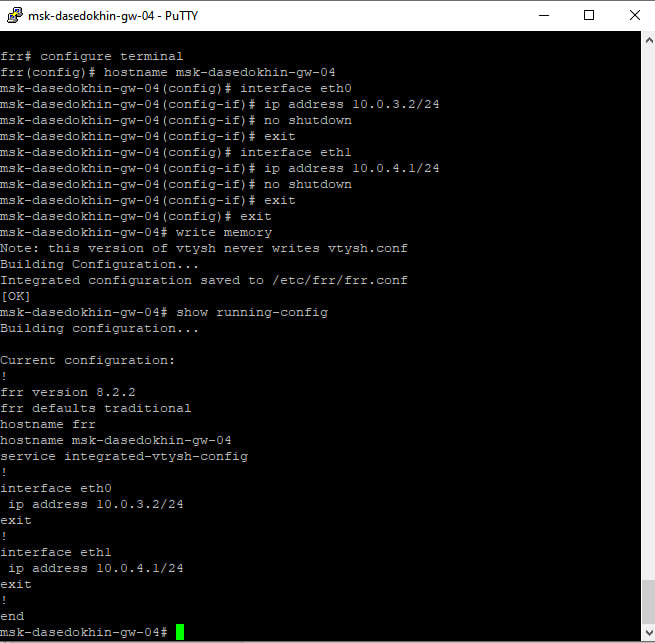 msk-dasedokhin-gw-04 - PuTTY
frr# configure terminal
frr(config)# hostname msk-dasedokhin-gw-04
msk-dasedokhin-gw-04(config)# interface eth0
msk-dasedokhin-gw-04(config-if)# ip address 10.0.3.2/24
msk-dasedokhin-gw-04(config-if)# no shutdown
msk-dasedokhin-gw-04(config-if)# exit
msk-dasedokhin-gw-04(config)# interface eth1
msk-dasedokhin-gw-04(config-if)# ip address 10.0.4.1/24
msk-dasedokhin-gw-04(config-if)# no shutdown
msk-dasedokhin-gw-04(config-if)# exit
msk-dasedokhin-gw-04(config)# exit
msk-dasedokhin-gw-04# write memory
Note: this version of vtysh never writes vtysh.conf
Building Configuration...
Integrated configuration saved to /etc/frr/frr.conf
[OK]
msk-dasedokhin-gw-04# show running-config
Building configuration...
Current configuration:
!
frr version 8.2.2
frr defaults traditional
hostname frr
hostname msk-dasedokhin-gw-04
service integrated-vtysh-config
!
interface eth0
 ip address 10.0.3.2/24
exit
!
interface eth1
 ip address 10.0.4.1/24
exit
!
end
msk-dasedokhin-gw-04#